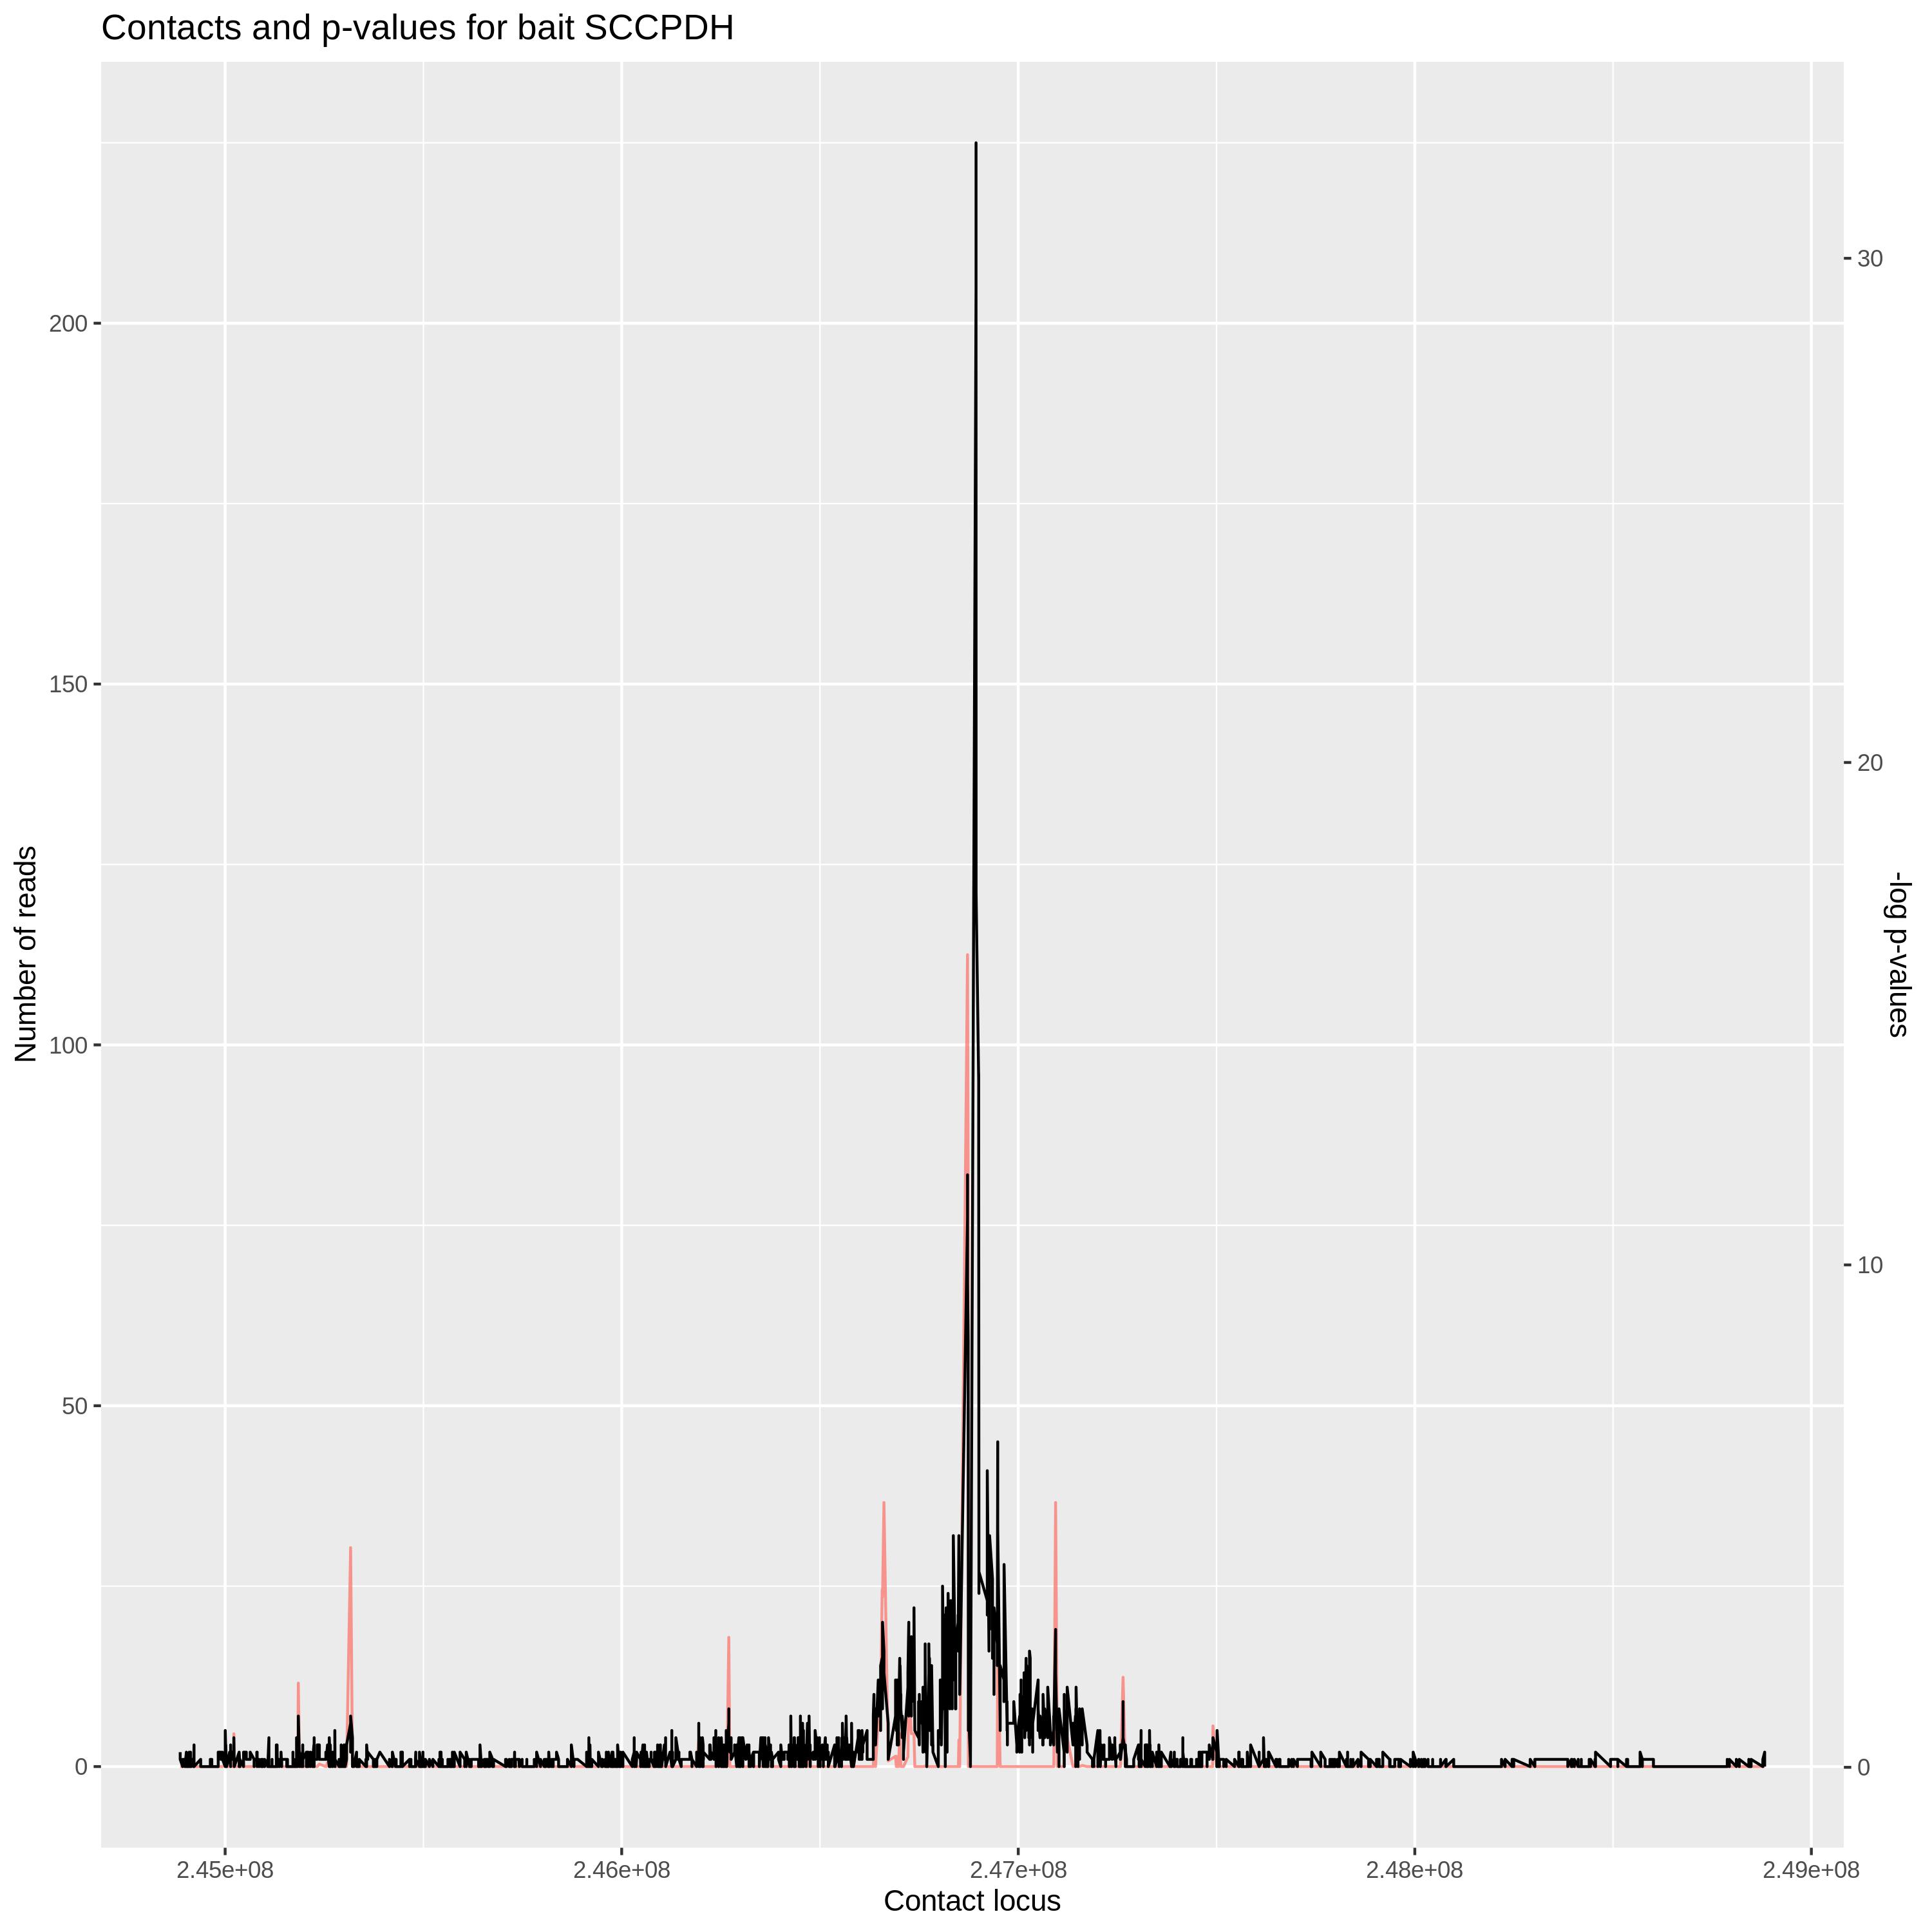 Contacts and p-values for bait SCCPDH
Number of reads
200
150
100
50
0
30
20
10
0
-log p-values
2.45e+08
2.46e+08
2.47e+08
2.48e+08
2.49e+08
Contact locus